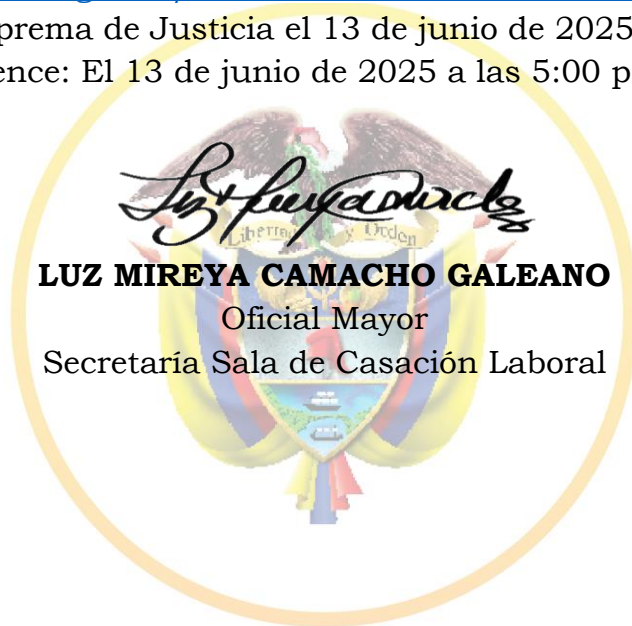 prema de Justicia el 13 de junio de 2025
ence: El 13 de junio de 2025 a las 5:00 p
Libertad y Orden
LUZ MIREYA CAMACHO GALEANO
Oficial Mayor
Secretaría Sala de Casación Laboral